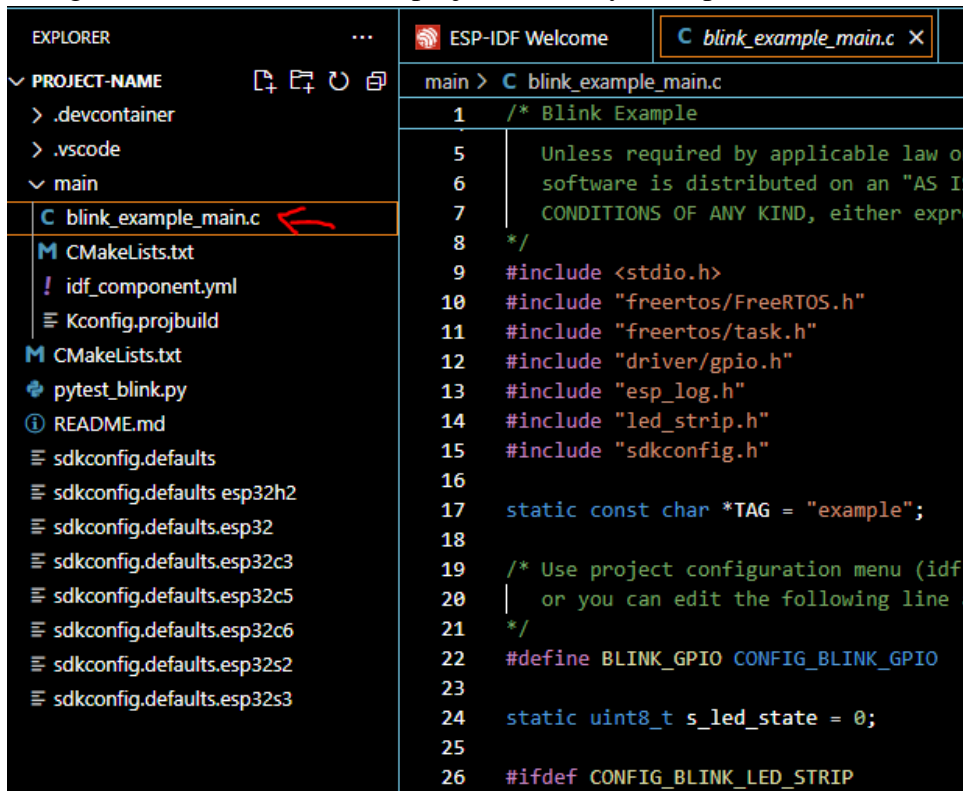 EXPLORER ...
PROJECT-NAME
.devcontainer
.vscode
main
C blink_example_main.c
M CMakeLists.txt
! idf_component.yml
Kconfig.projbuild
M CMakeLists.txt
pytest_blink.py
README.md
sdkconfig.defaults
sdkconfig.defaults esp32h2
sdkconfig.defaults.esp32
sdkconfig.defaults.esp32c3
sdkconfig.defaults.esp32c5
sdkconfig.defaults.esp32c6
sdkconfig.defaults.esp32s2
sdkconfig.defaults.esp32s3
ESP-IDF Welcome
C blink_example_main.c ×
main > C blink_example_main.c
1 /* Blink Example
5 Unless required by applicable law o
6 software is distributed on an "AS I
7 CONDITIONS OF ANY KIND, either expr
8 */
9 #include <stdio.h>
10 #include "freertos/FreeRTOS.h"
11 #include "freertos/task.h"
12 #include "driver/gpio.h"
13 #include "esp_log.h"
14 #include "led_strip.h"
15 #include "sdkconfig.h"
16
17 static const char *TAG = "example";
18
19 /* Use project configuration menu (idf
20 or you can edit the following line
21 */
22 #define BLINK_GPIO CONFIG_BLINK_GPIO
23
24 static uint8_t s_led_state = 0;
25
26 #ifdef CONFIG_BLINK_LED_STRIP